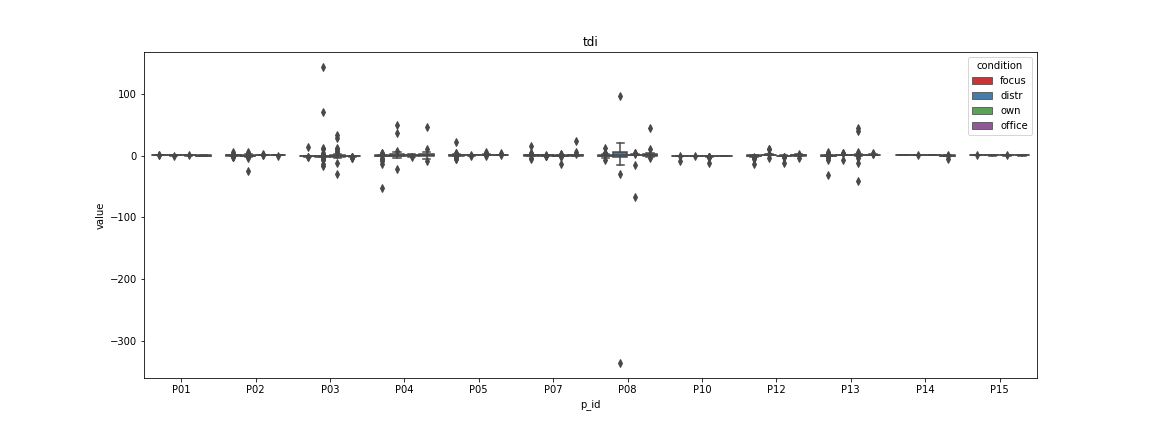 tdi
condition
focus
distr
own
office
100
0
−100
−200
−300
value
P01 P02 P03 P04 P05 P07 P08 P10 P12 P13 P14 P15
p_id